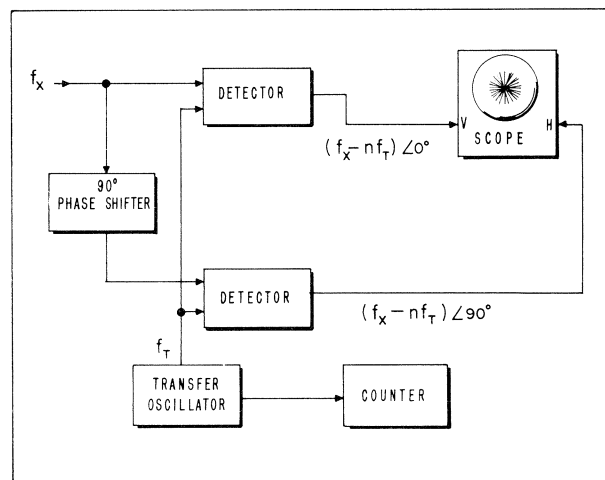 f_X
DETECTOR
V
H
SCOPE
(f_X – nf_T) ∠0°
90°
PHASE SHIFTER
DETECTOR
(f_X – nf_T) ∠90°
f_T
TRANSFER
OSCILLATOR
COUNTER